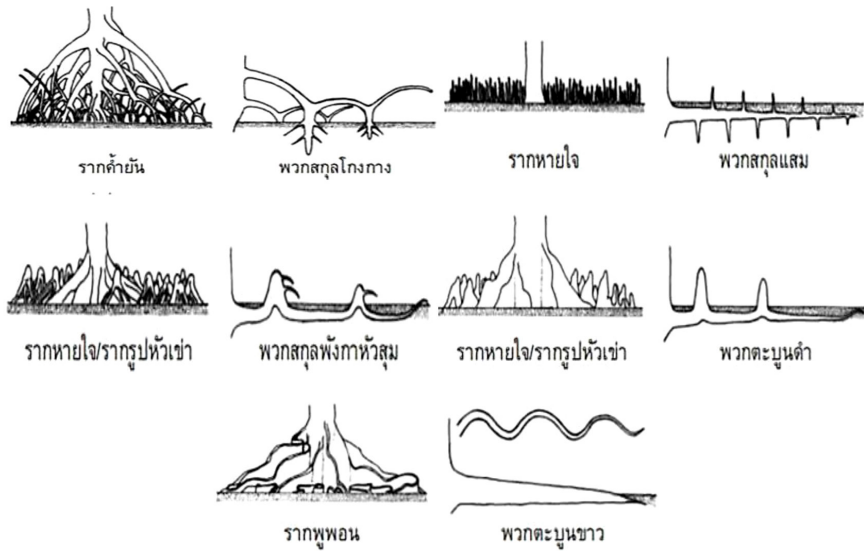 รากค้ำยัน
พวกสกุลโกงกาง
รากหายใจ
พวกสกุลแสม
รากหายใจ/รากรูปหัวเข่า
พวกสกุลพังกาหัวสุม
รากหายใจ/รากรูปหัวเข่า
พวกตะบูนดำ
รากพูพอน
พวกตะบูนขาว